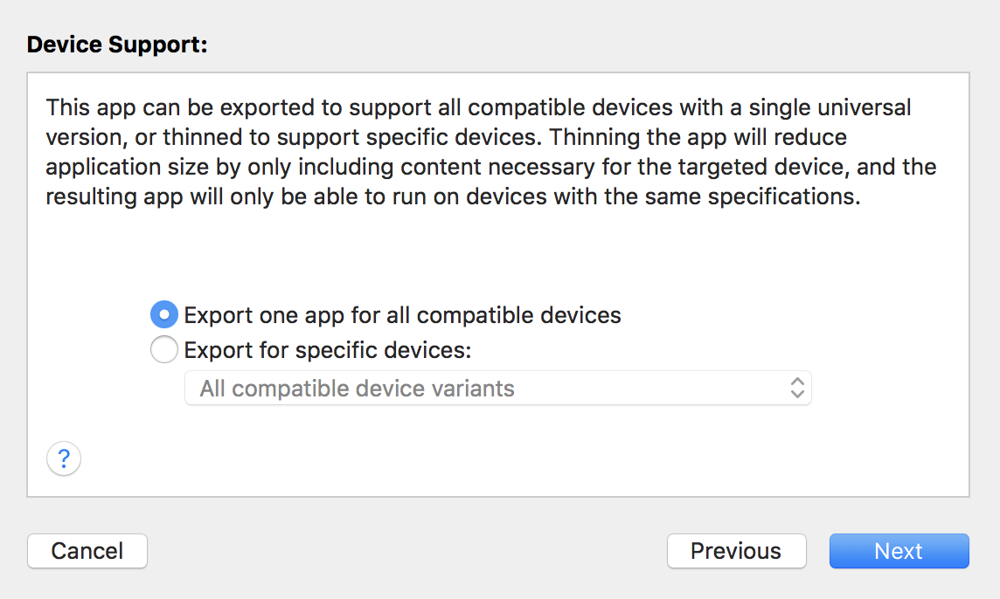 Device Support:
This app can be exported to support all compatible devices with a single universal
version, or thinned to support specific devices. Thinning the app will reduce
application size by only including content necessary for the targeted device, and the
resulting app will only be able to run on devices with the same specifications.
Export one app for all compatible devices
Export for specific devices:
All compatible device variants
?
Cancel
Previous
Next